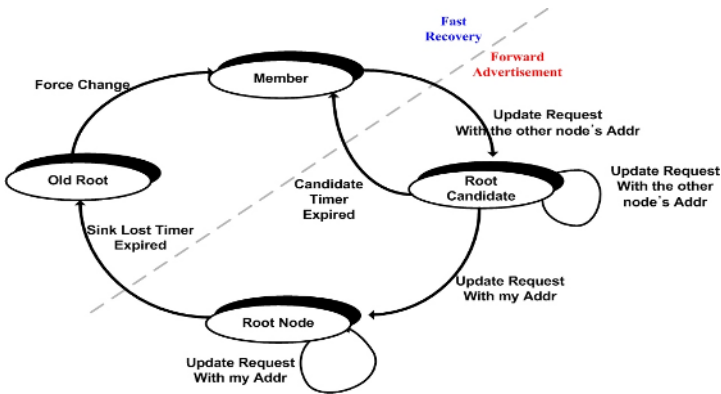 Fast
Recovery
Forward
Advertisement
Member
Force Change
Update Request
With the other node's Addr
Old Root
Candidate
Timer
Expired
Root
Candidate
Update Request
With the other
node's Addr
Sink Lost Timer
Expired
Update Request
With my Addr
Root Node
Update Request
With my Addr